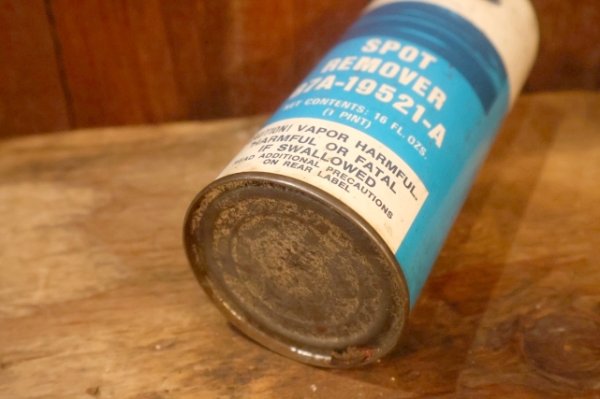 SPOT
REMOVER
7A-19521-A
NET CONTENTS: 16 FL. OZS.
(1 PINT)
VAPOR HARMFUL.
HARMFUL OR FATAL
IF SWALLOWED
READ ADDITIONAL PRECAUTIONS
ON REAR LABEL